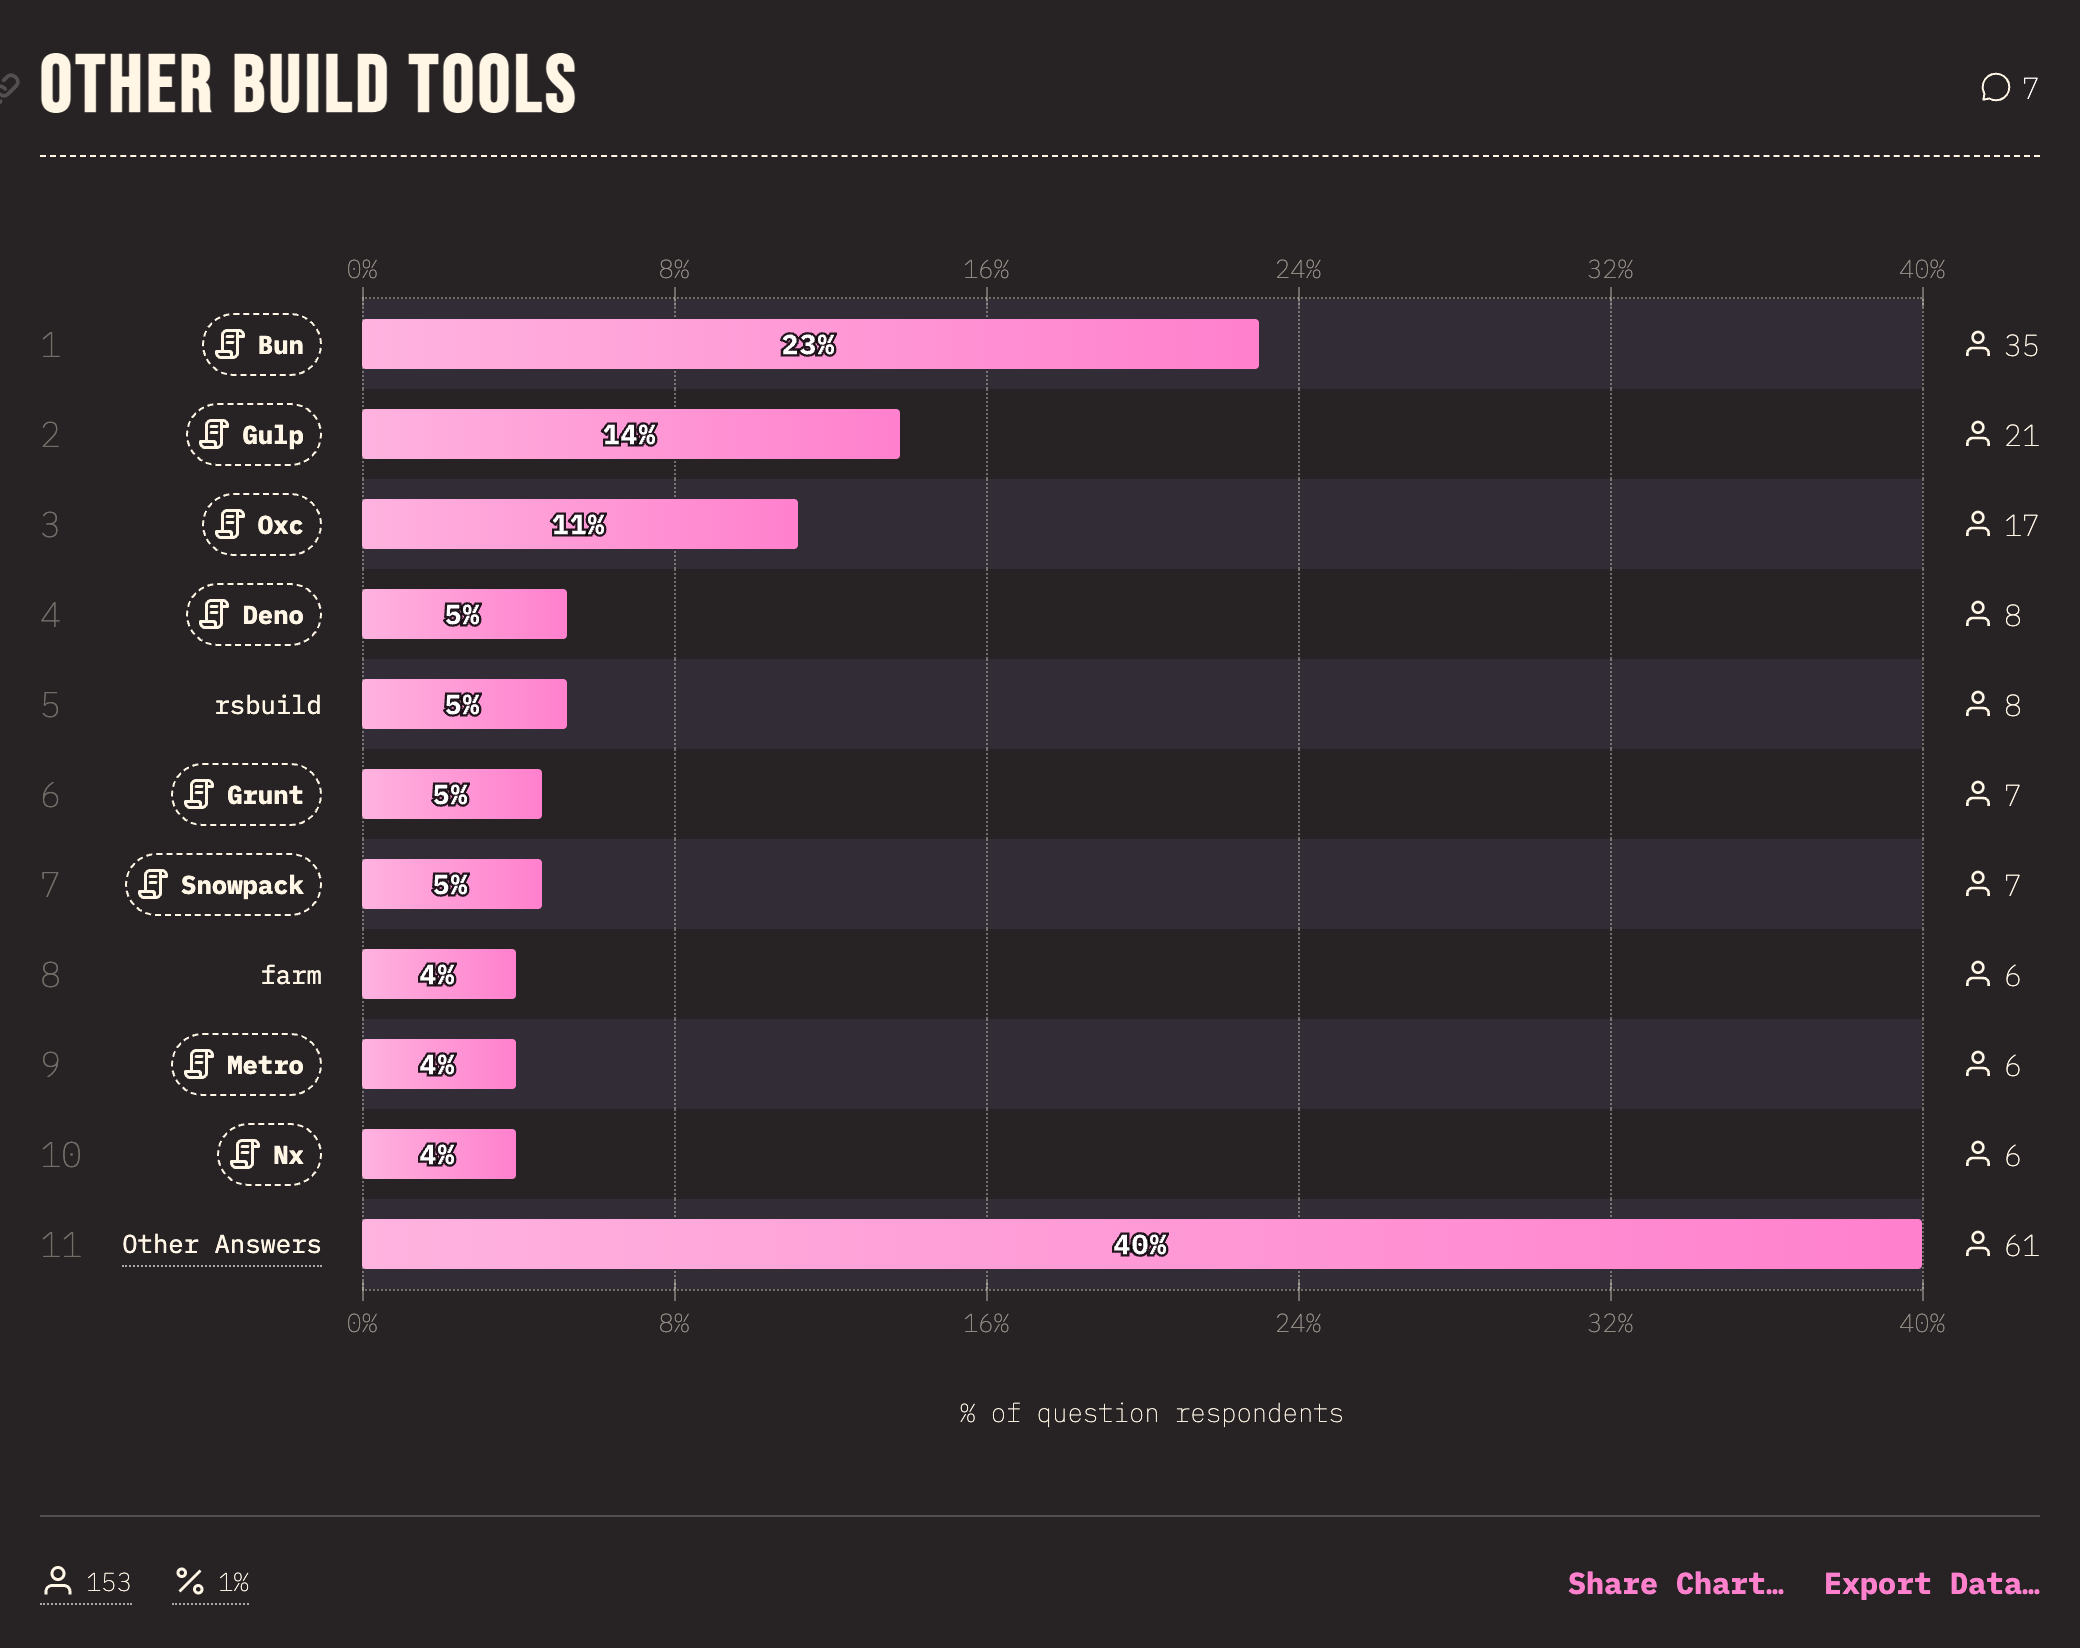 OTHER BUILD TOOLS
7
0% 8% 16% 24% 32% 40%
1 Bun 23% 35
2 Gulp 14% 21
3 Oxc 11% 17
4 Deno 5% 8
5 rsbuild 5% 8
6 Grunt 5% 7
7 Snowpack 5% 7
8 farm 4% 6
9 Metro 4% 6
10 Nx 4% 6
11 Other Answers 40% 61
0% 8% 16% 24% 32% 40%
% of question respondents
153 1% Share Chart… Export Data…